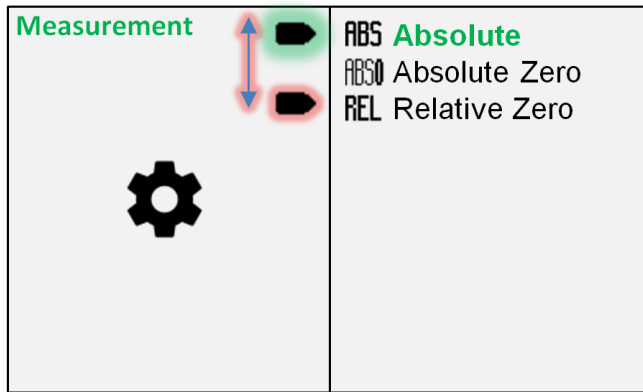 Measurement
ABS Absolute
ABS0 Absolute Zero
REL Relative Zero